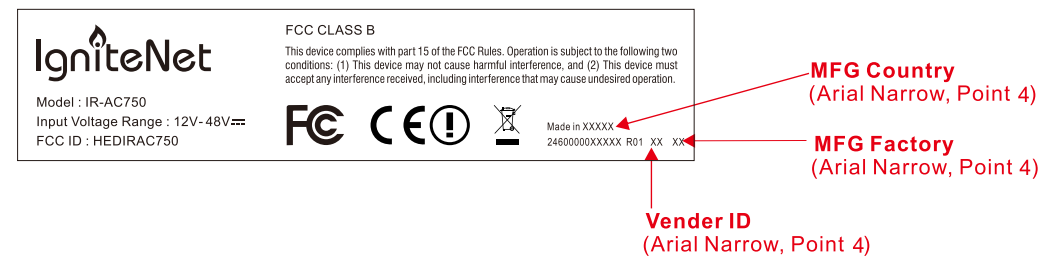 IgniteNet
Model : IR-AC750
Input Voltage Range : 12V- 48V
FCC ID : HEDIRAC750
FCC CLASS B
This device complies with part 15 of the FCC Rules. Operation is subject to the following two
conditions: (1) This device may not cause harmful interference, and (2) This device must
accept any interference received, including interference that may cause undesired operation.
FC CE
Made in XXXXX
24600000XXXXX R01 XX XX
MFG Country
(Arial Narrow, Point 4)
MFG Factory
(Arial Narrow, Point 4)
Vender ID
(Arial Narrow, Point 4)